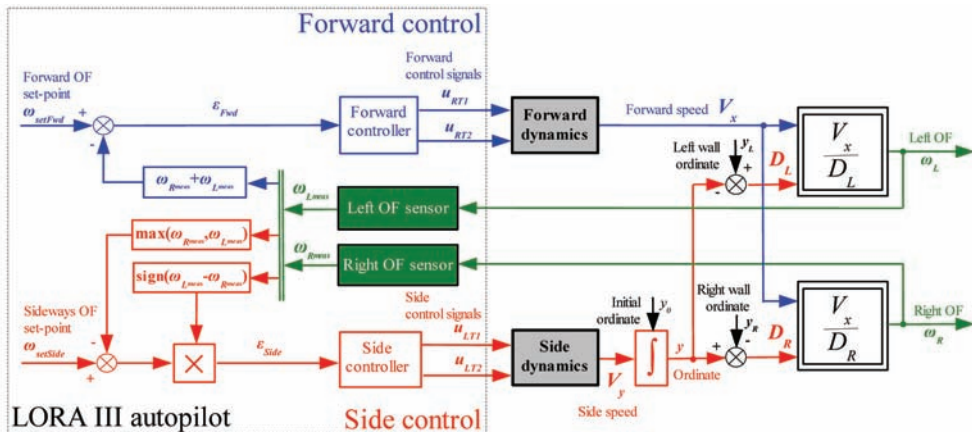 Forward control
Forward OF
set-point
ω_setFwd
+
-
ε_Fwd
Forward
controller
Forward
control signals
u_RT1
u_RT2
Forward
dynamics
Forward speed V_x
V_x
D_L
Left OF
ω_L
Left wall
ordinate
y_L
+
-
D_L
ω_Rmeas+ω_Lmeas
ω_Lmeas
Left OF sensor
max(ω_Rmeas,ω_Lmeas)
ω_Rmeas
Right OF sensor
sign(ω_Lmeas-ω_Rmeas)
Sideways OF
set-point
ω_setSide
-
+
×
ε_Side
Side
controller
Side
control signals
u_LT1
u_LT2
Side
dynamics
V_y
Side speed
Initial
ordinate
y_0
∫
y
Ordinate
Right wall
ordinate
y_R
+
-
D_R
V_x
D_R
Right OF
ω_R
LORA III autopilot
Side control